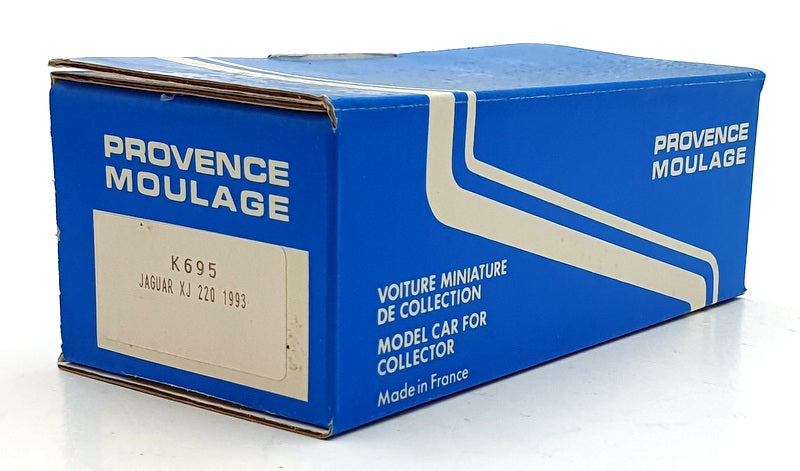 PROVENCE
MOULAGE
K695
JAGUAR XJ 220 1993
PROVENCE
MOULAGE
VOITURE MINIATURE
DE COLLECTION
MODEL CAR FOR
COLLECTOR
Made in France